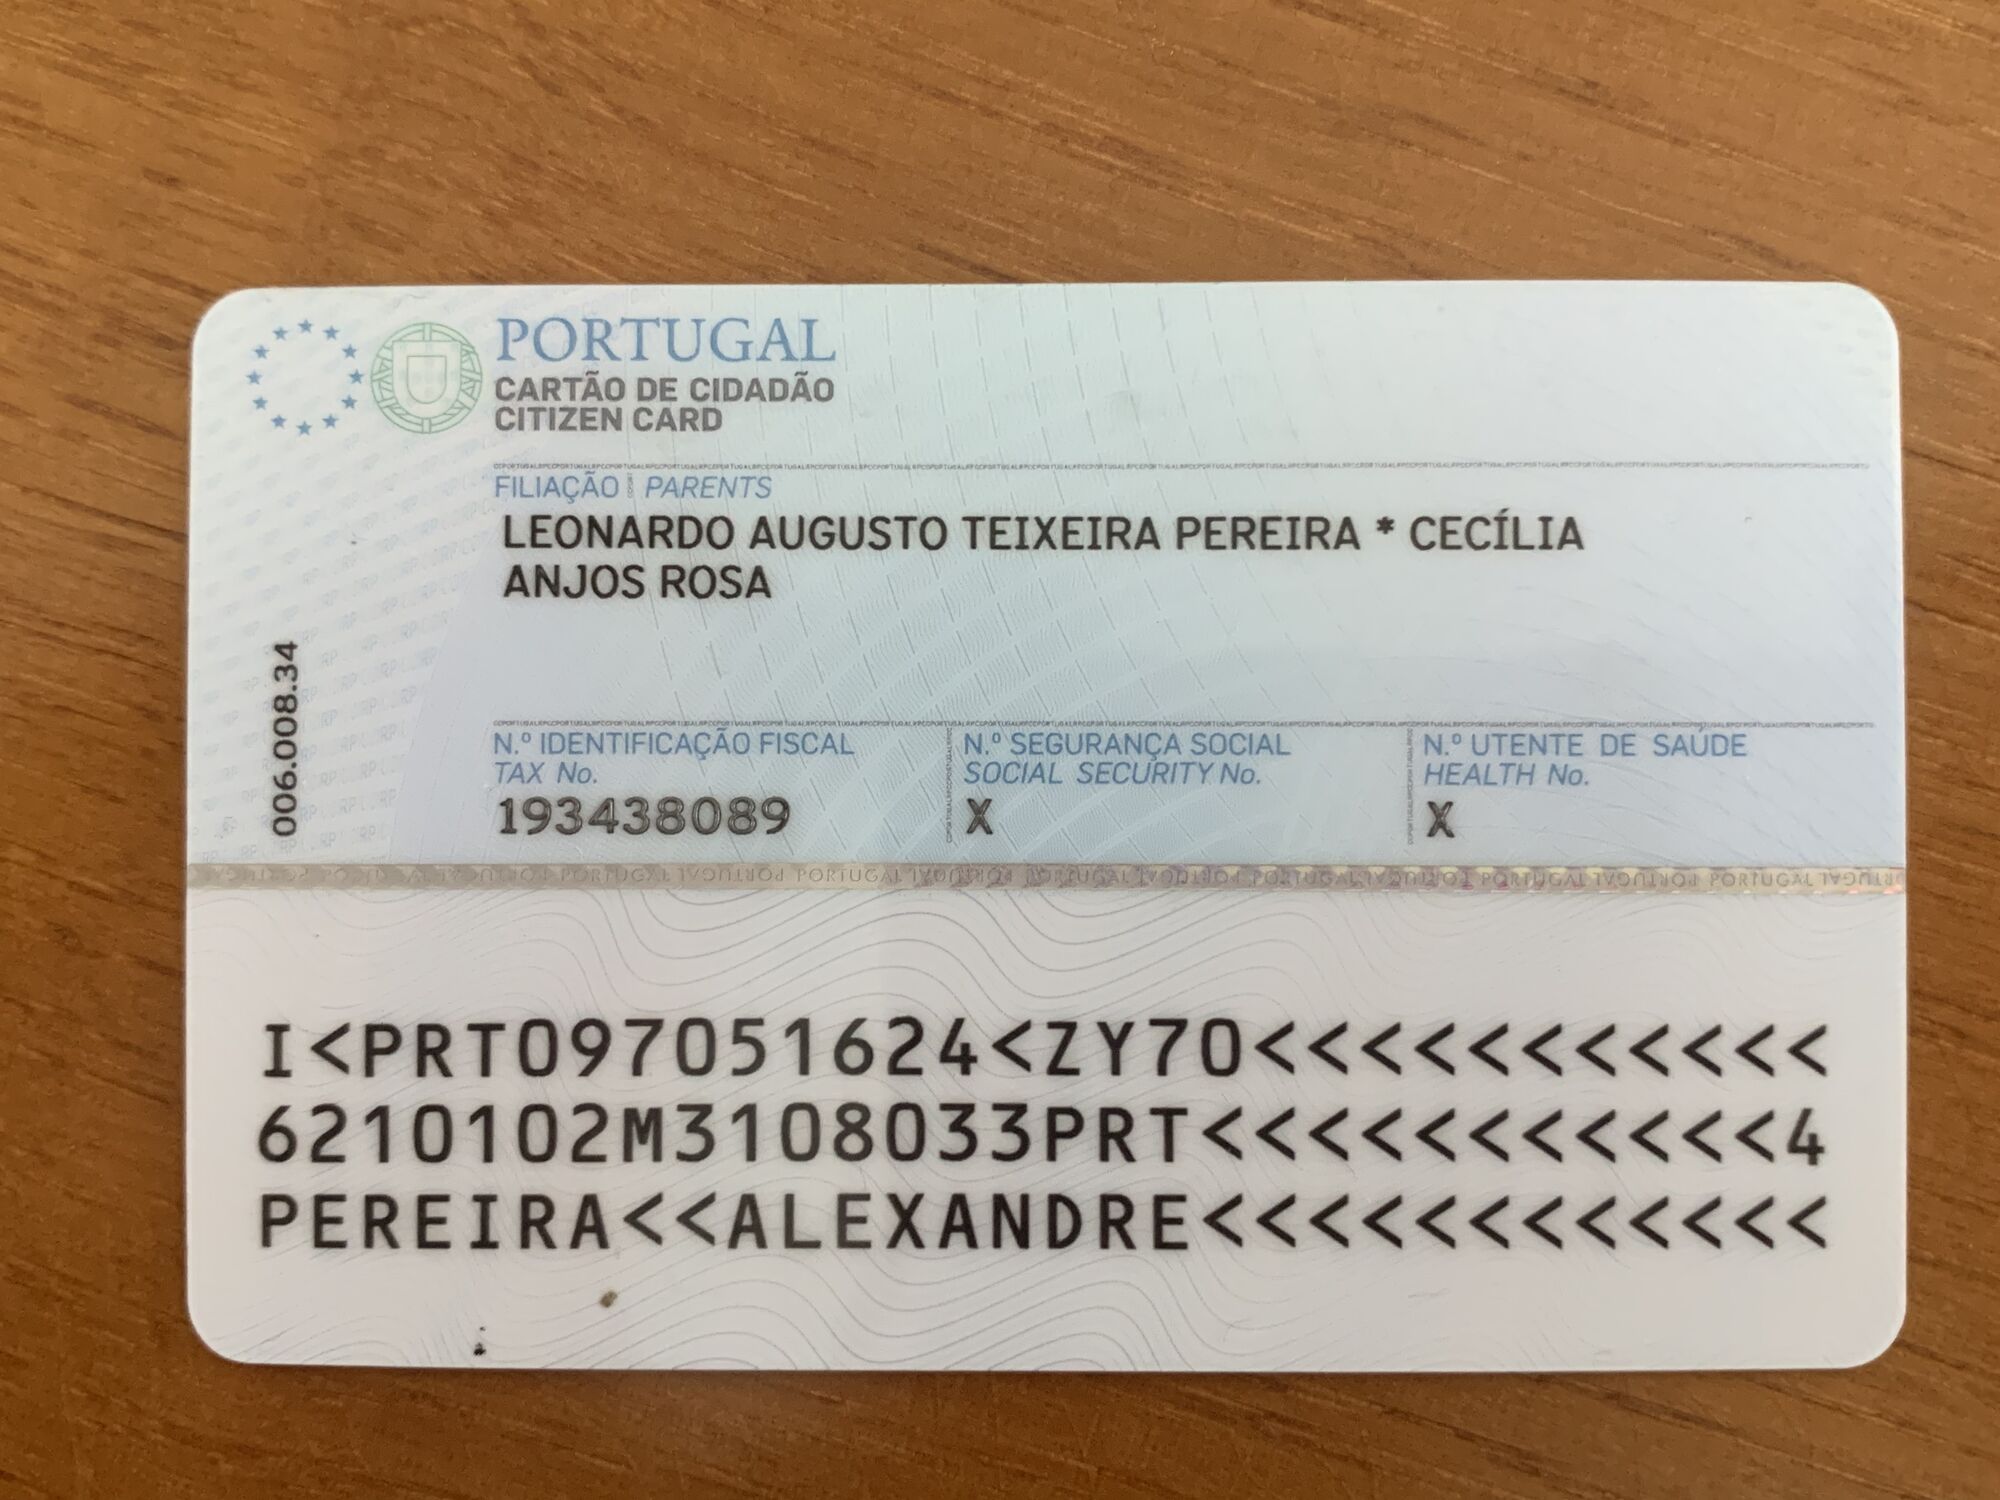 PORTUGAL
CARTÃO DE CIDADÃO
CITIZEN CARD
FILIAÇÃO PARENTS
LEONARDO AUGUSTO TEIXEIRA PEREIRA * CECÍLIA
ANJOS ROSA
006.008.34
N.º IDENTIFICAÇÃO FISCAL
TAX No.
193438089
N.º SEGURANÇA SOCIAL
SOCIAL SECURITY No.
X
N.º UTENTE DE SAÚDE
HEALTH No.
X
I<PRT097051624<ZY70<<<<<<<<<<<
6210102M3108033PRT<<<<<<<<<<<4
PEREIRA<<ALEXANDRE<<<<<<<<<<<<